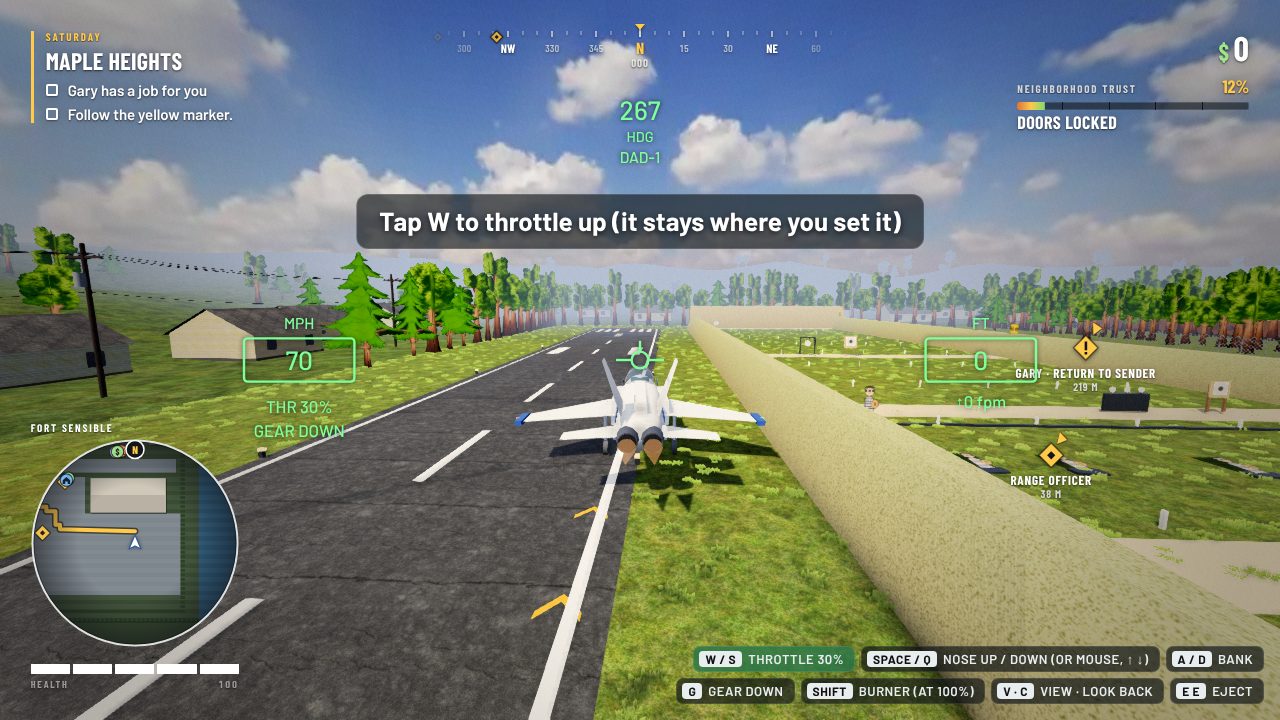 SATURDAY
MAPLE HEIGHTS
Gary has a job for you
Follow the yellow marker.
300 NW 330 345 N 15 30 NE 60
000
267
HDG
DAD-1
$ 0
NEIGHBORHOOD TRUST 12%
DOORS LOCKED
Tap W to throttle up (it stays where you set it)
MPH
70
THR 30%
GEAR DOWN
FT
0
↑0 fpm
GARY · RETURN TO SENDER
219 M
RANGE OFFICER
38 M
FORT SENSIBLE
$ N
HEALTH 100
W / S THROTTLE 30% SPACE / Q NOSE UP / DOWN (OR MOUSE, ↑ ↓) A / D BANK
G GEAR DOWN SHIFT BURNER (AT 100%) V · C VIEW · LOOK BACK E E EJECT